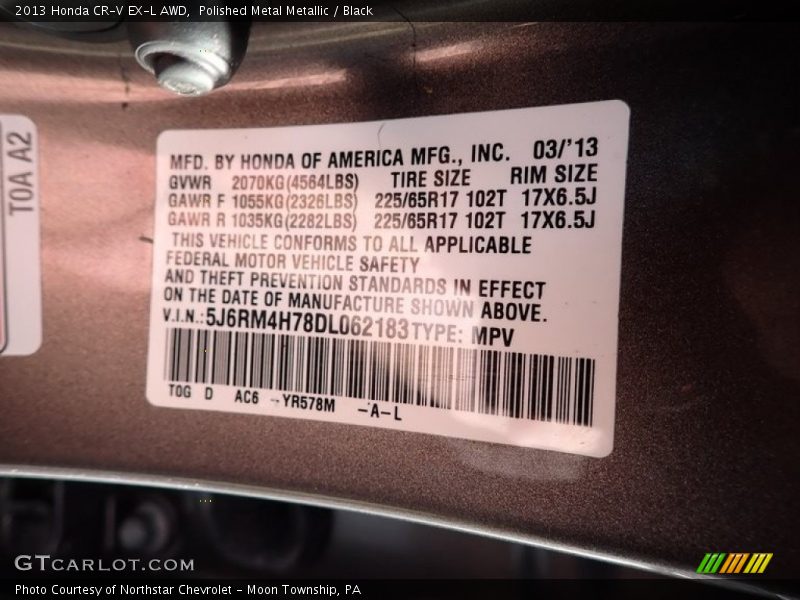 2013 Honda CR-V EX-L AWD, Polished Metal Metallic / Black
TOA A2
MFD. BY HONDA OF AMERICA MFG., INC. 03/'13
GVWR 2070KG(4564LBS) TIRE SIZE RIM SIZE
GAWR F 1055KG(2326LBS) 225/65R17 102T 17X6.5J
GAWR R 1035KG(2282LBS) 225/65R17 102T 17X6.5J
THIS VEHICLE CONFORMS TO ALL APPLICABLE
FEDERAL MOTOR VEHICLE SAFETY
AND THEFT PREVENTION STANDARDS IN EFFECT
ON THE DATE OF MANUFACTURE SHOWN ABOVE.
V.I.N.:5J6RM4H78DL062183 TYPE: MPV
T0G D AC6 -YR578M -A-L
GTCARLOT.COM
Photo Courtesy of Northstar Chevrolet - Moon Township, PA